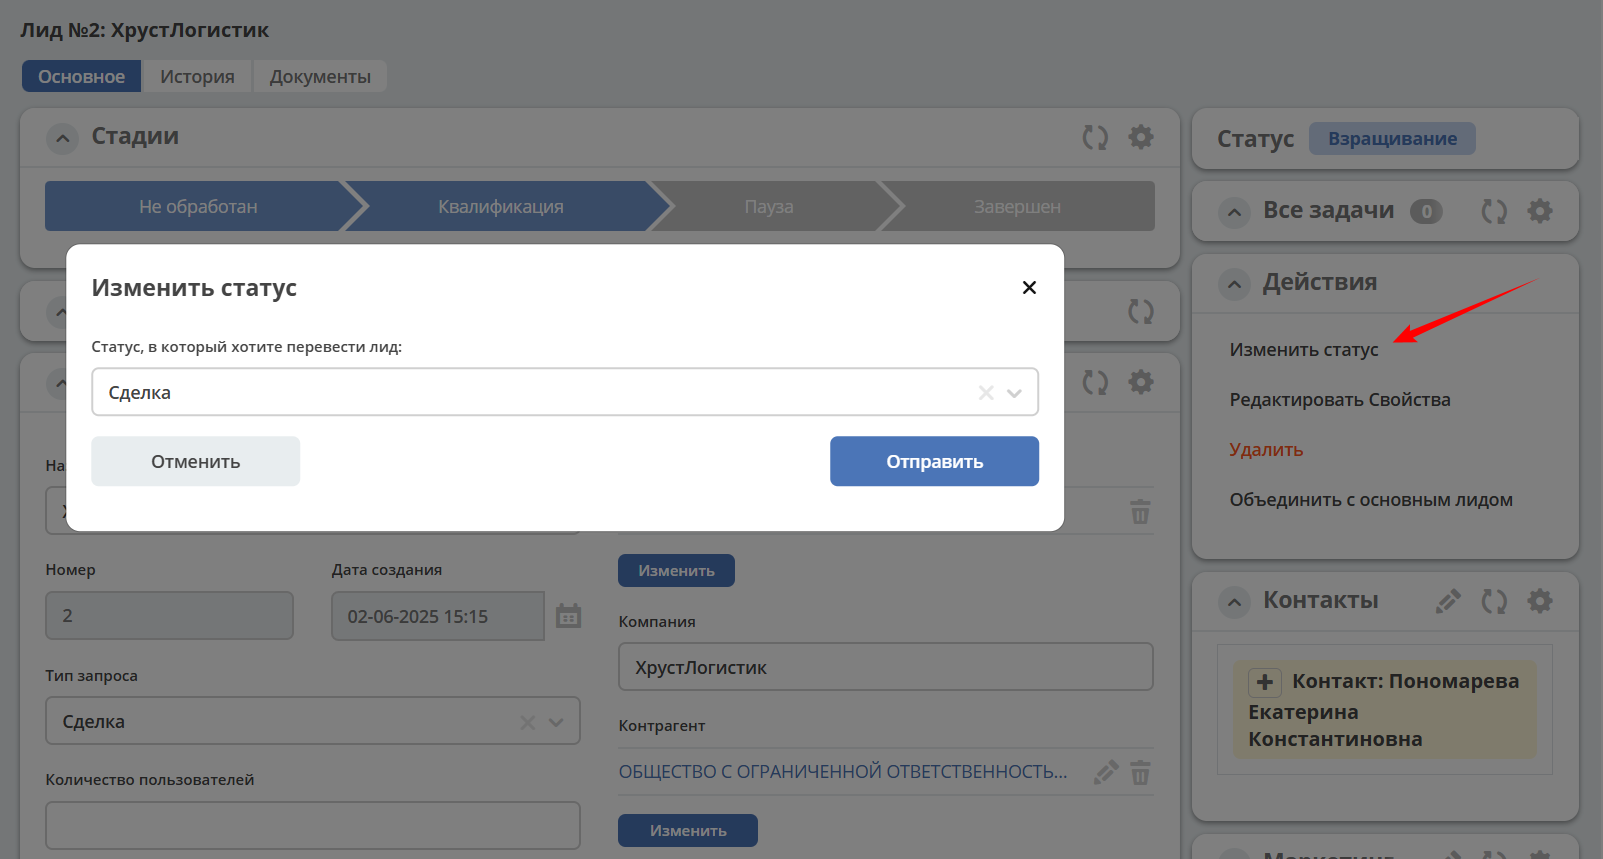 Лид №2: ХрустЛогистик
Основное
История
Документы
Стадии
Не обработан
Квалификация
Пауза
Завершен
Изменить статус
Статус, в который хотите перевести лид:
Сделка
Отменить
Отправить
На
Номер
Дата создания
2
02-06-2025 15:15
Тип запроса
Сделка
Количество пользователей
Изменить
Компания
ХрустЛогистик
Контрагент
ОБЩЕСТВО С ОГРАНИЧЕННОЙ ОТВЕТСТВЕННОСТЬ...
Изменить
Статус
Взращивание
Все задачи
0
Действия
Изменить статус
Редактировать Свойства
Удалить
Объединить с основным лидом
Контакты
Контакт: Пономарева
Екатерина
Константиновна